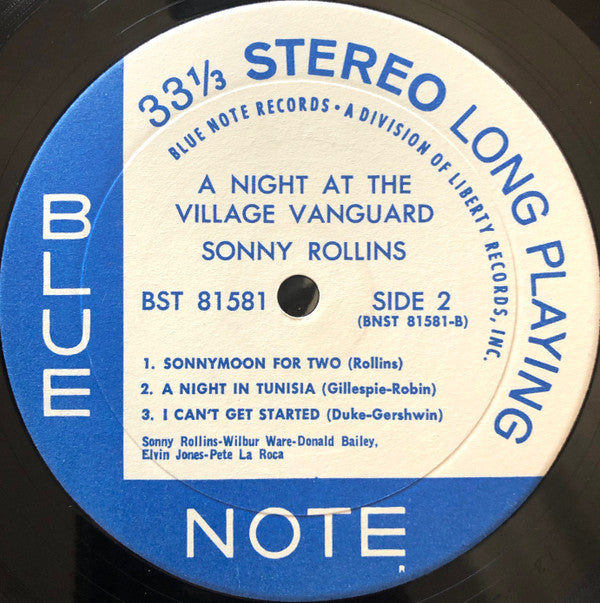 33⅓ STEREO LONG PLAYING
BLUE NOTE RECORDS • A DIVISION OF LIBERTY RECORDS, INC.
A NIGHT AT THE
VILLAGE VANGUARD
SONNY ROLLINS
BST 81581
SIDE 2
(BNST 81581-B)
1. SONNYMOON FOR TWO (Rollins)
2. A NIGHT IN TUNISIA (Gillespie-Robin)
3. I CAN'T GET STARTED (Duke-Gershwin)
Sonny Rollins-Wilbur Ware-Donald Bailey,
Elvin Jones-Pete La Roca
BLUE
NOTE
R